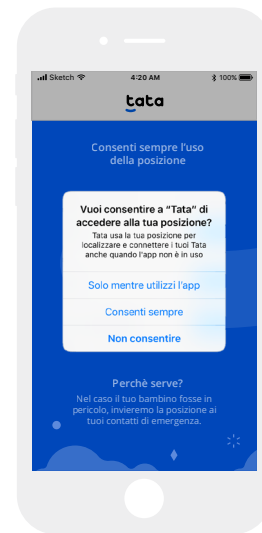 Sketch 4:20 AM 100%
tata
Consenti sempre l'uso
della posizione
Vuoi consentire a "Tata" di
accedere alla tua posizione?
Tata usa la tua posizione per
localizzare e connettere i tuoi Tata
anche quando l'app non è in uso
Solo mentre utilizzi l'app
Consenti sempre
Non consentire
Perchè serve?
Nel caso il tuo bambino fosse in
pericolo, invieremo la posizione ai
tuoi contatti di emergenza.